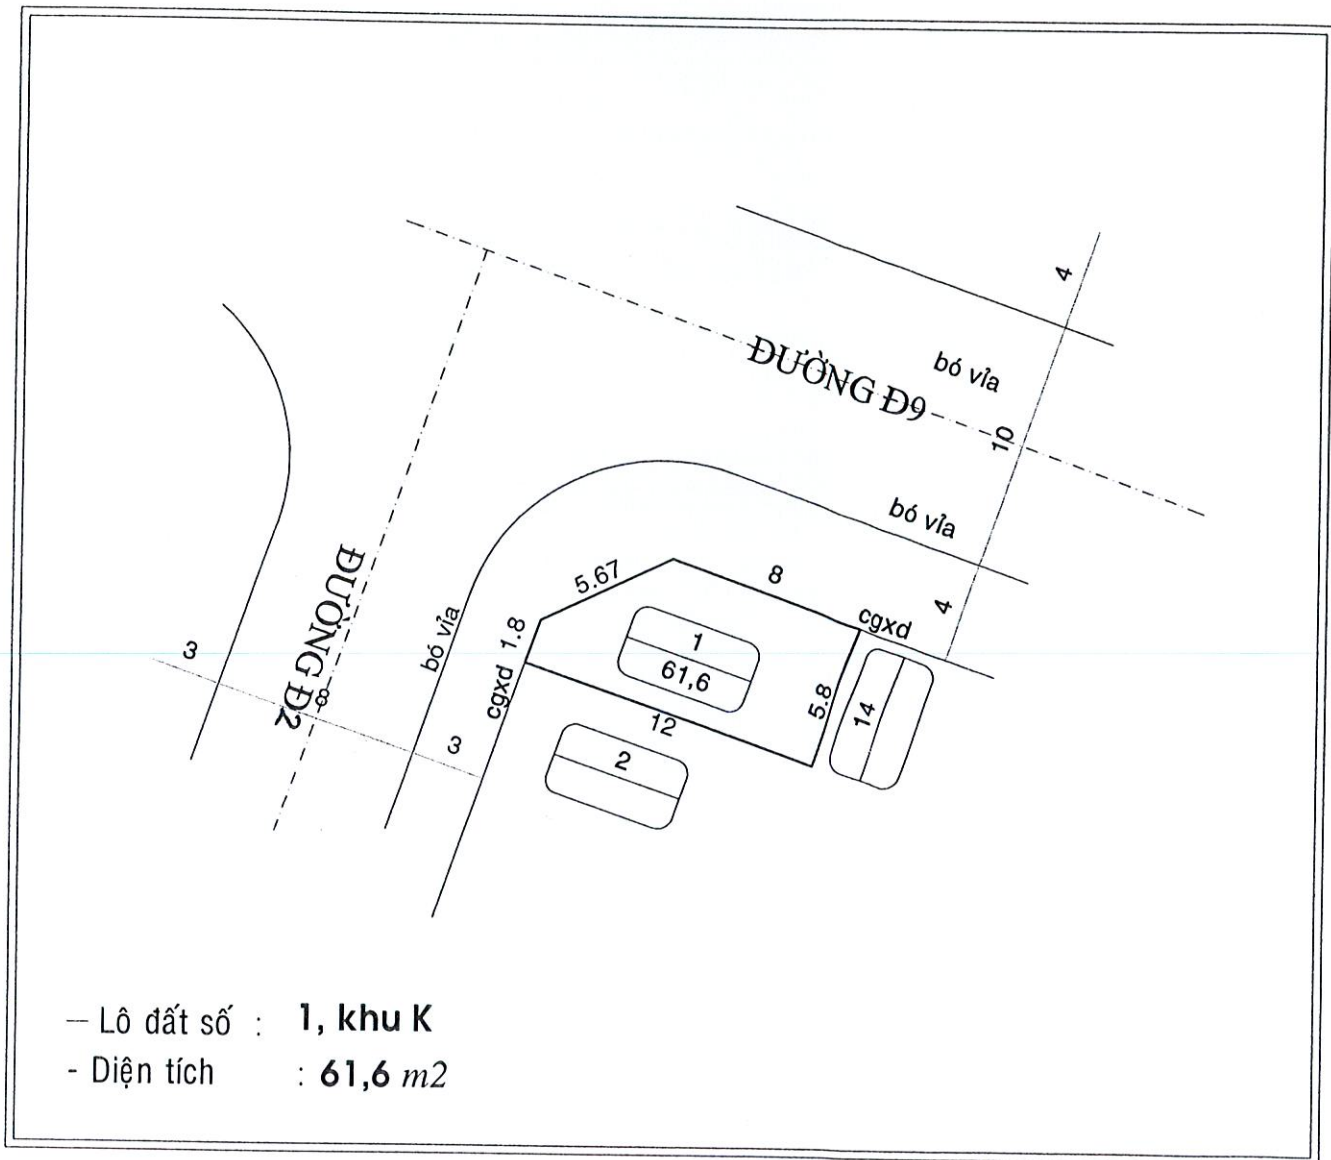 4
bó vỉa
ĐƯỜNG Đ9
10
bó vỉa
4
cgxd
8
5.67
1.8
1
61,6
5.8
14
12
2
cgxd
bó vỉa
ĐƯỜNG Đ2
3
8
3
— Lô đất số : 1, khu K
- Diện tích : 61,6 m2